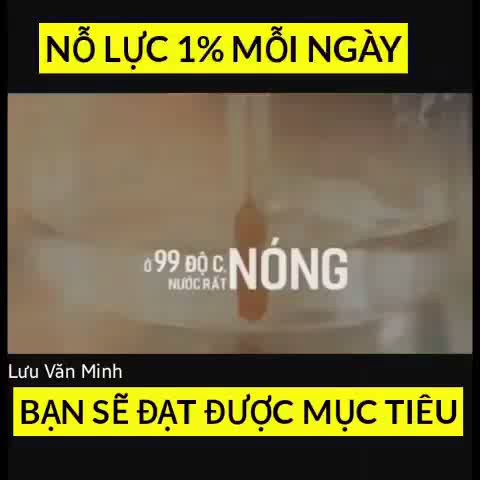 NỖ LỰC 1% MỖI NGÀY
Ở 99 ĐỘ C,
NƯỚC RẤT NÓNG
Lưu Văn Minh
BẠN SẼ ĐẠT ĐƯỢC MỤC TIÊU